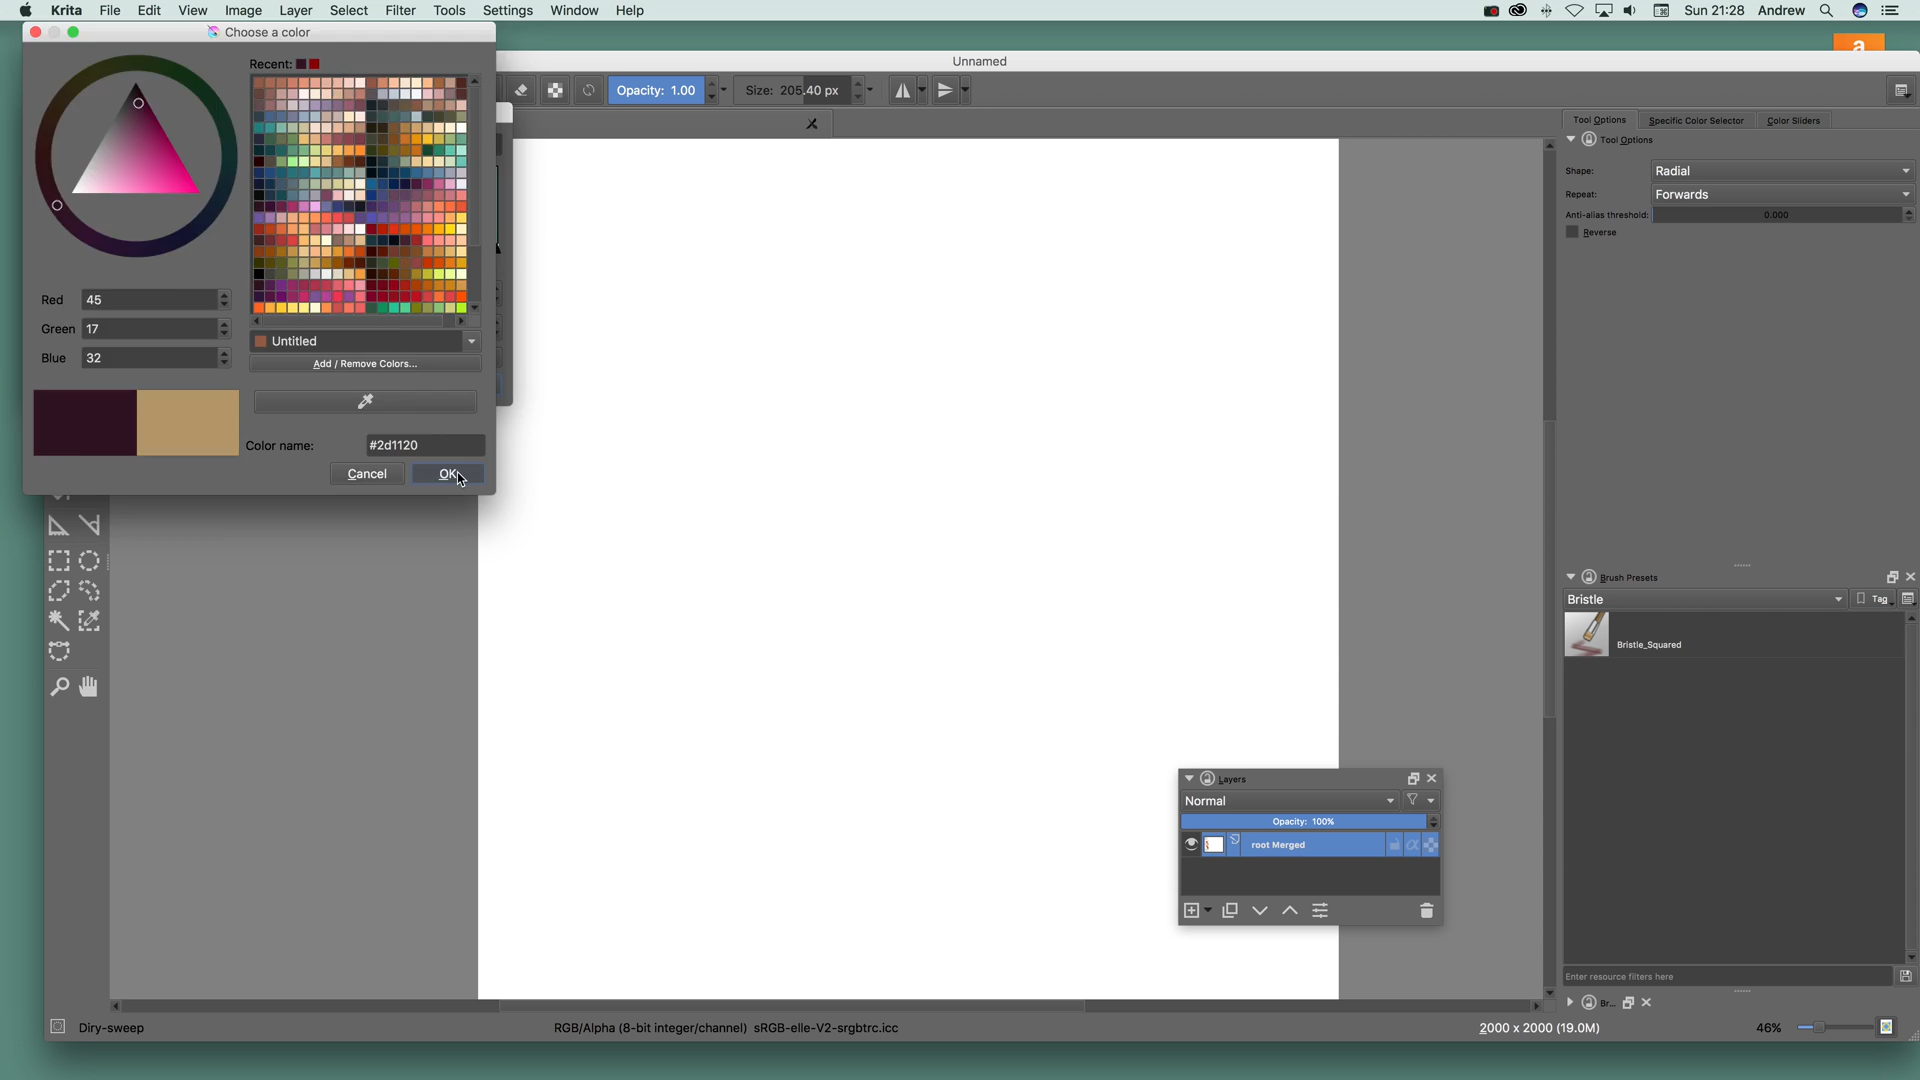 Krita File Edit View Image Layer Select Filter Tools Settings Window Help
Sun 21:28 Andrew
a
Choose a color
Unnamed
Recent:
Opacity: 1.00
Size: 205.40 px
Tool Options
Specific Color Selector
Color Sliders
Tool Options
Shape:
Radial
Repeat:
Forwards
Anti-alias threshold:
0.000
Reverse
Red
45
Green
17
Blue
32
Untitled
Add / Remove Colors...
Color name:
#2d1120
Cancel
OK
Brush Presets
Bristle
Tag
Bristle_Squared
Layers
Normal
Opacity: 100%
root Merged
Enter resource filters here
Br...
Diry-sweep
RGB/Alpha (8-bit integer/channel) sRGB-elle-V2-srgbtrc.icc
2000 x 2000 (19.0M)
46%